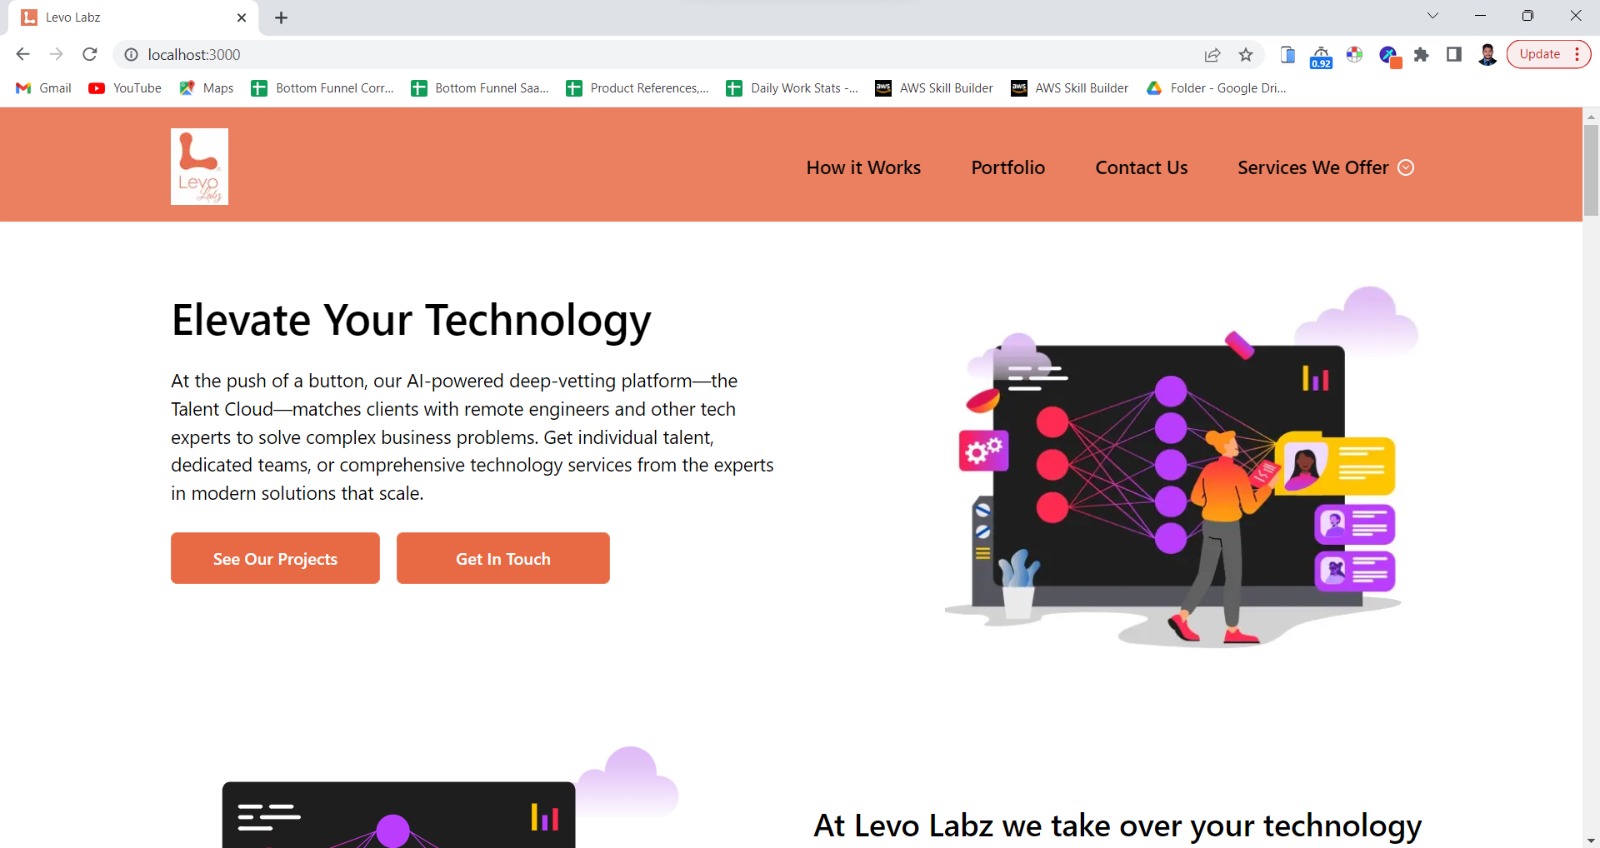 Levo Labz
localhost:3000
0.92
Update
Gmail
YouTube
Maps
Bottom Funnel Corr...
Bottom Funnel Saa...
Product References,...
Daily Work Stats -...
aws
AWS Skill Builder
aws
AWS Skill Builder
Folder - Google Dri...
Levo
Labz
How it Works
Portfolio
Contact Us
Services We Offer
Elevate Your Technology
At the push of a button, our AI-powered deep-vetting platform—the
Talent Cloud—matches clients with remote engineers and other tech
experts to solve complex business problems. Get individual talent,
dedicated teams, or comprehensive technology services from the experts
in modern solutions that scale.
See Our Projects
Get In Touch
At Levo Labz we take over your technology